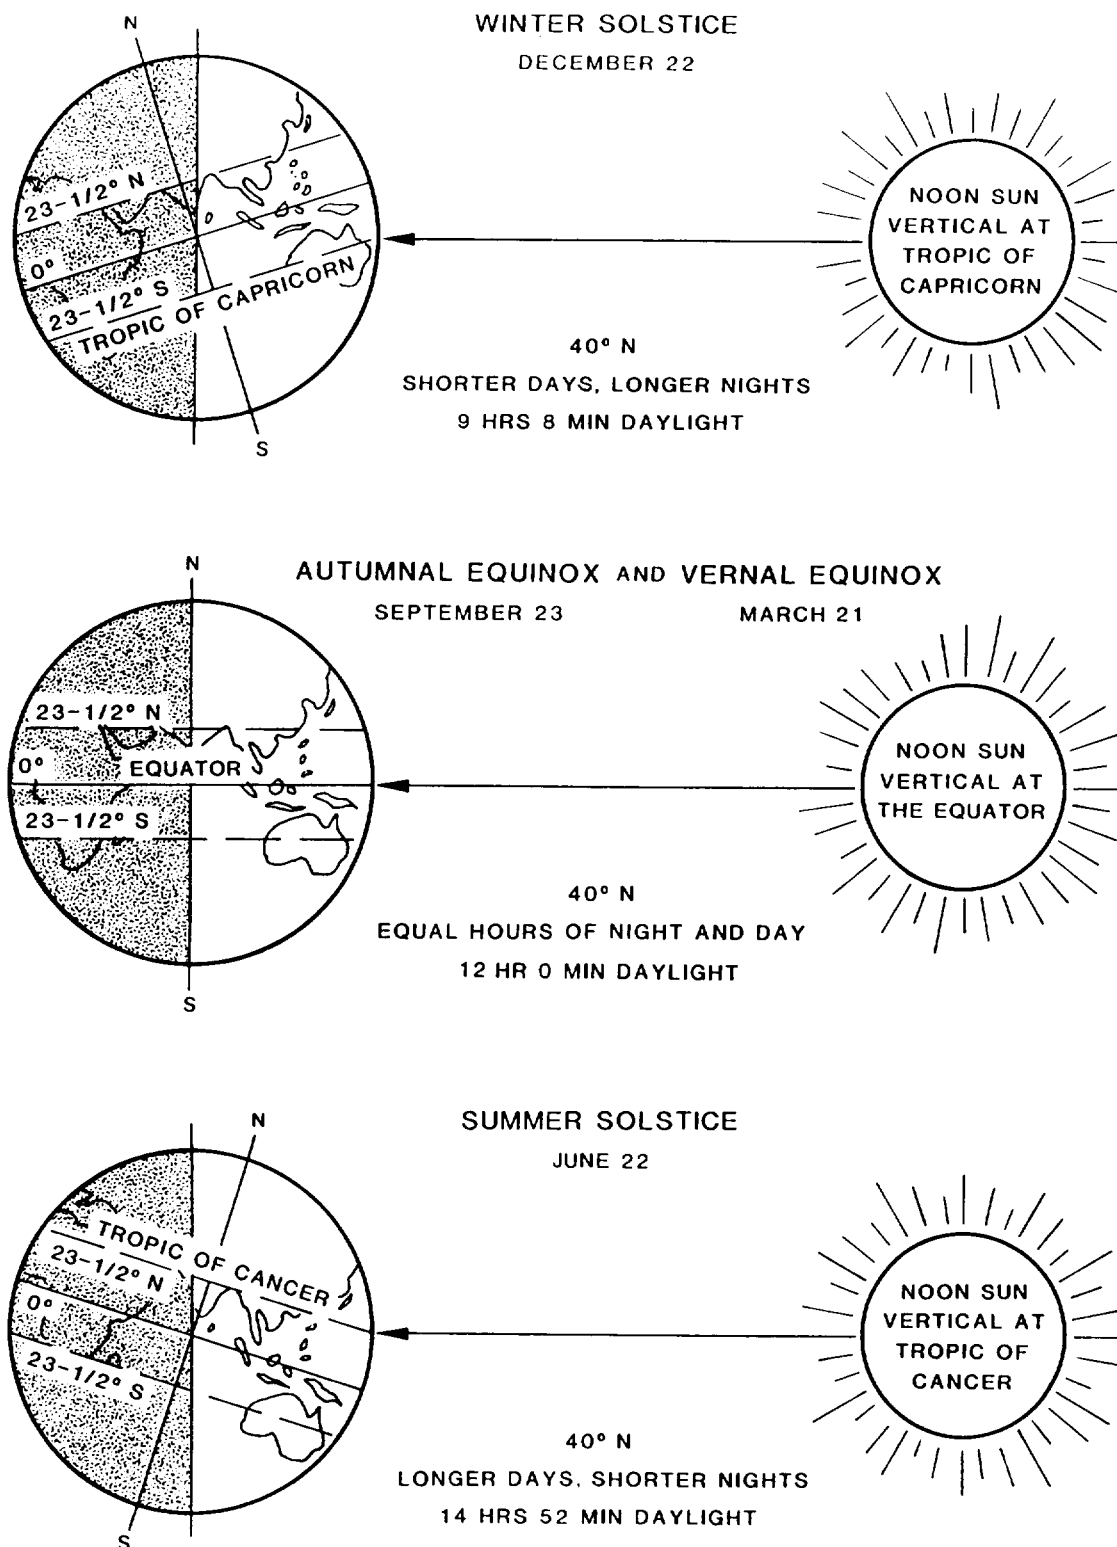 WINTER SOLSTICE
DECEMBER 22
N
23-1/2° N
0°
23-1/2° S
TROPIC OF CAPRICORN
S
NOON SUN
VERTICAL AT
TROPIC OF
CAPRICORN
40° N
SHORTER DAYS, LONGER NIGHTS
9 HRS 8 MIN DAYLIGHT
AUTUMNAL EQUINOX AND VERNAL EQUINOX
SEPTEMBER 23 MARCH 21
N
23-1/2° N
0°
EQUATOR
23-1/2° S
S
NOON SUN
VERTICAL AT
THE EQUATOR
40° N
EQUAL HOURS OF NIGHT AND DAY
12 HR 0 MIN DAYLIGHT
SUMMER SOLSTICE
JUNE 22
N
TROPIC OF CANCER
23-1/2° N
0°
23-1/2° S
S
NOON SUN
VERTICAL AT
TROPIC OF
CANCER
40° N
LONGER DAYS, SHORTER NIGHTS
14 HRS 52 MIN DAYLIGHT